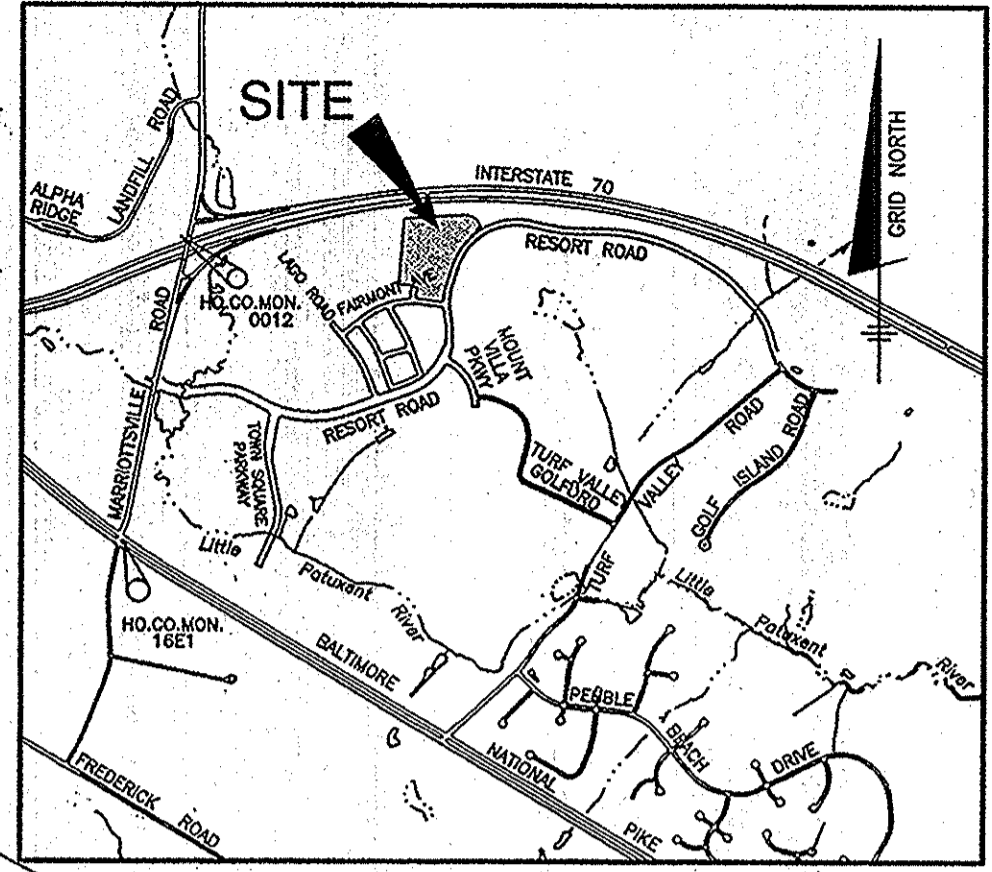 SITE
INTERSTATE 70
GRID NORTH
ALPHA
RIDGE
LANDFILL ROAD
RESORT ROAD
LAGO ROAD
FAIRMONT
HO.CO.MON.
0012
MARRIOTTSVILLE ROAD
MOUNT
VILLA
PKWY
RESORT ROAD
TOWN SQUARE
PARKWAY
TURF VALLEY
GOLFORD
TURF VALLEY ROAD
GOLF ISLAND ROAD
Little Patuxent River
Little Patuxent River
HO.CO.MON.
16E1
BALTIMORE NATIONAL PIKE
PEBBLE BEACH DRIVE
FREDERICK ROAD